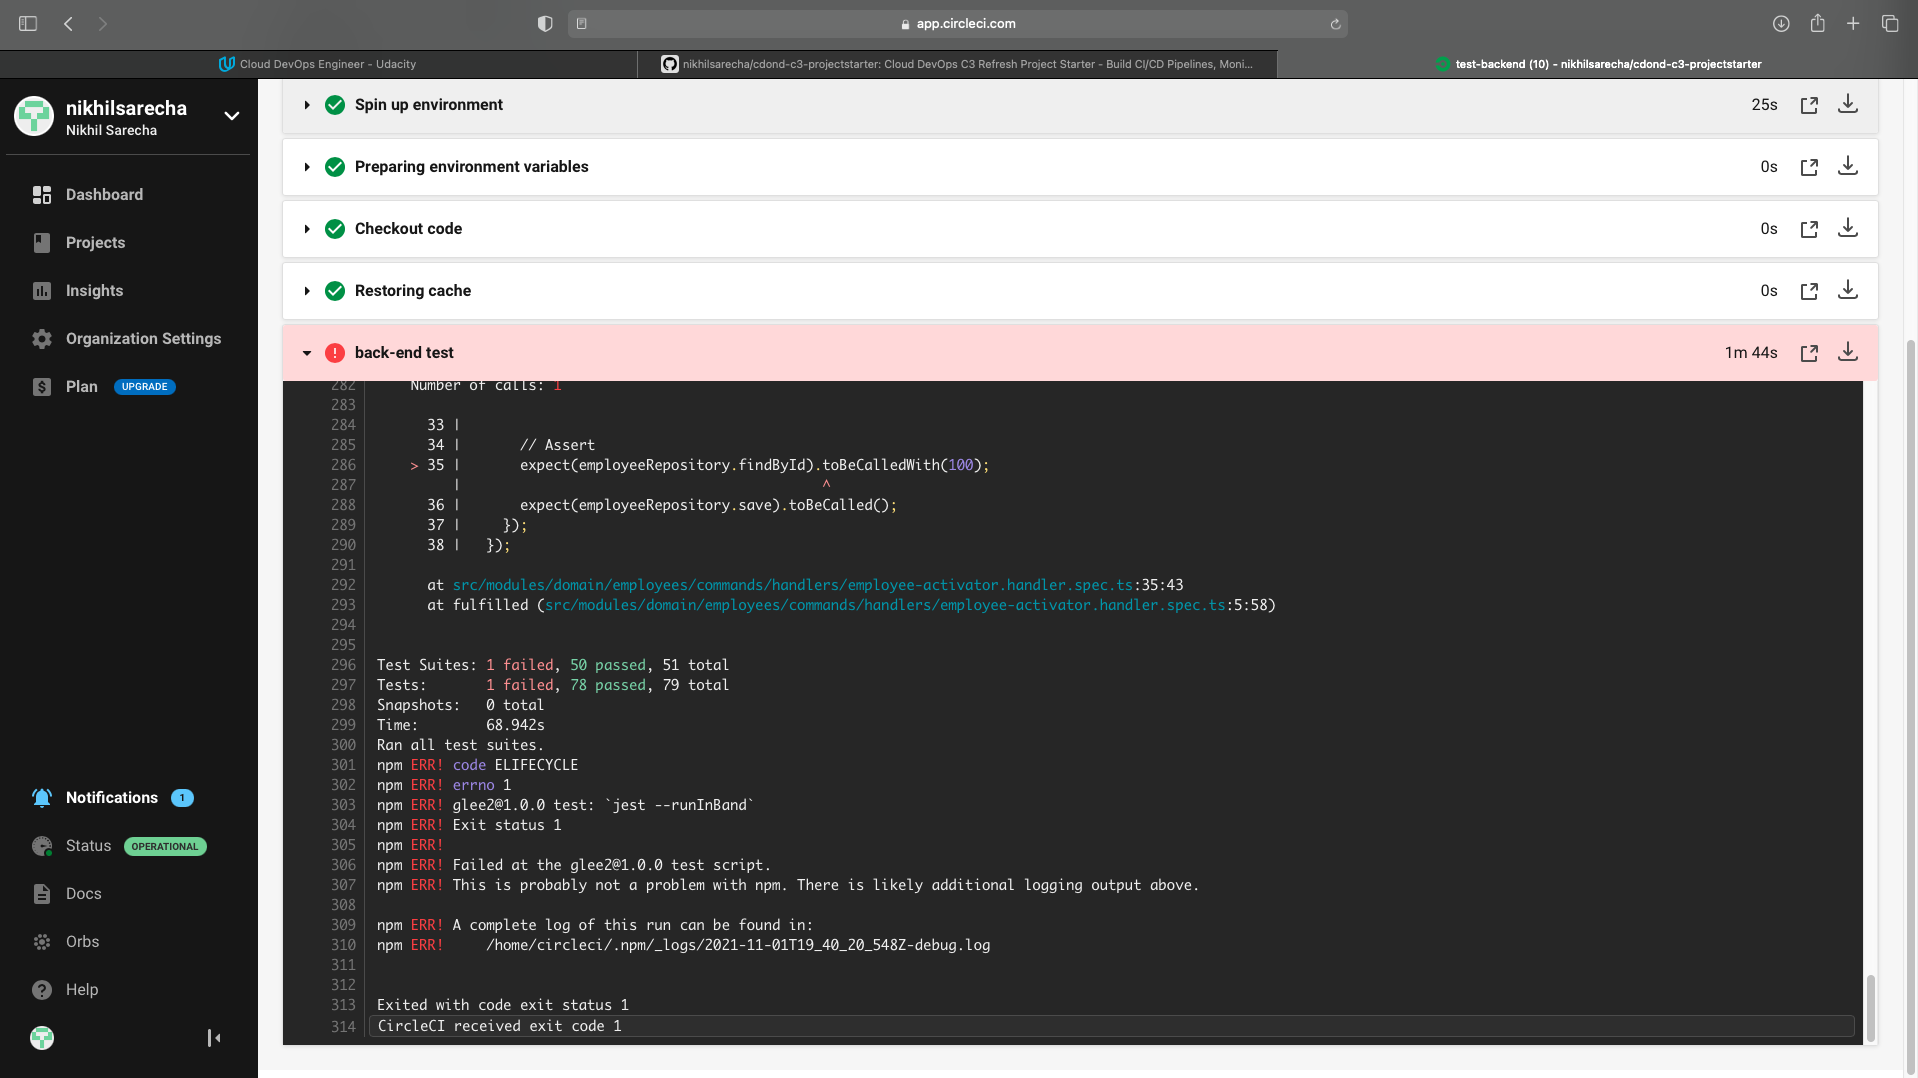 app.circleci.com
Cloud DevOps Engineer - Udacity
nikhilsarecha/cdond-c3-projectstarter: Cloud DevOps C3 Refresh Project Starter - Build CI/CD Pipelines, Moni...
test-backend (10) - nikhilsarecha/cdond-c3-projectstarter
nikhilsarecha
Nikhil Sarecha
Dashboard
Projects
Insights
Organization Settings
Plan UPGRADE
Notifications 1
Status OPERATIONAL
Docs
Orbs
Help
Spin up environment 25s
Preparing environment variables 0s
Checkout code 0s
Restoring cache 0s
back-end test 1m 44s
282 Number of calls: 1
283
284 33 |
285 34 | // Assert
286 > 35 | expect(employeeRepository.findById).toBeCalledWith(100);
287 | ^
288 36 | expect(employeeRepository.save).toBeCalled();
289 37 | });
290 38 | });
291
292 at src/modules/domain/employees/commands/handlers/employee-activator.handler.spec.ts:35:43
293 at fulfilled (src/modules/domain/employees/commands/handlers/employee-activator.handler.spec.ts:5:58)
294
295
296 Test Suites: 1 failed, 50 passed, 51 total
297 Tests: 1 failed, 78 passed, 79 total
298 Snapshots: 0 total
299 Time: 68.942s
300 Ran all test suites.
301 npm ERR! code ELIFECYCLE
302 npm ERR! errno 1
303 npm ERR! glee2@1.0.0 test: `jest --runInBand`
304 npm ERR! Exit status 1
305 npm ERR!
306 npm ERR! Failed at the glee2@1.0.0 test script.
307 npm ERR! This is probably not a problem with npm. There is likely additional logging output above.
308
309 npm ERR! A complete log of this run can be found in:
310 npm ERR! /home/circleci/.npm/_logs/2021-11-01T19_40_20_548Z-debug.log
311
312
313 Exited with code exit status 1
314 CircleCI received exit code 1